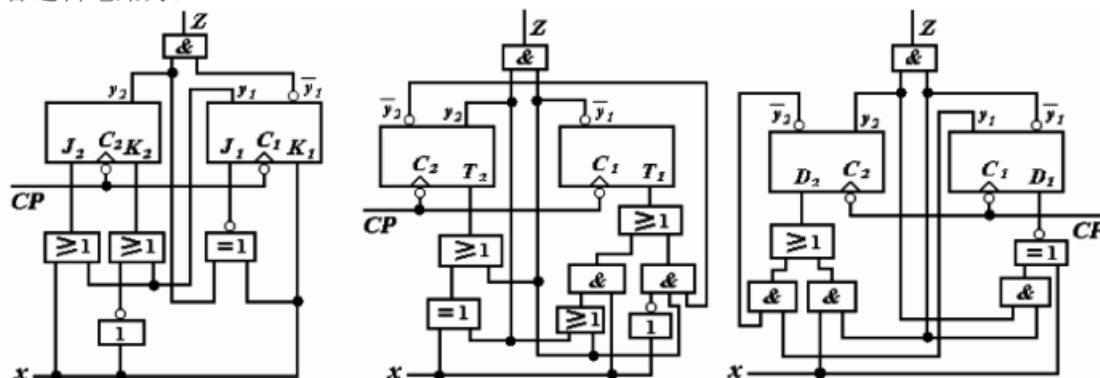 Z
&
y₂
y₁
ȳ₁
J₂
C₂
K₂
J₁
C₁
K₁
CP
≥1
≥1
=1
1
x
Z
&
ȳ₂
y₂
ȳ₁
C₂
T₂
C₁
T₁
CP
≥1
≥1
&
&
=1
≥1
1
x
Z
&
ȳ₂
y₂
y₁
ȳ₁
D₂
C₂
C₁
D₁
CP
≥1
=1
&
&
&
x